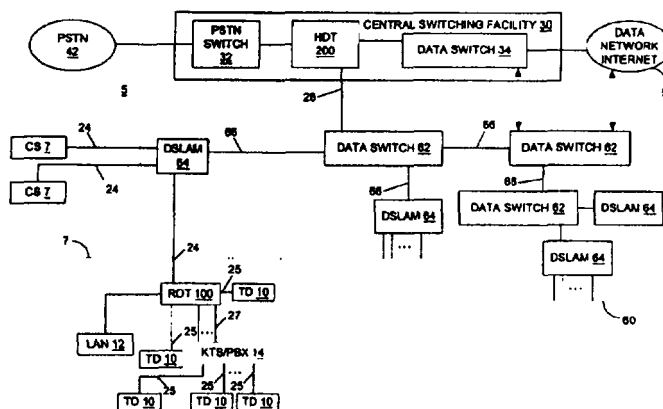 CENTRAL SWITCHING FACILITY 30
PSTN 42
PSTN SWITCH 32
HDT 200
DATA SWITCH 34
DATA NETWORK INTERNET
5
28
24
66
66
CS 7
DSLAM 64
DATA SWITCH 62
DATA SWITCH 62
24
CS 7
66
DSLAM 64
DATA SWITCH 62
DSLAM 64
7
24
DSLAM 64
...
...
25
RDT 100
TD 10
27
60
...
25
LAN 12
TD 10
KTS/PBX 14
25
25
...
25
TD 10
TD 10
TD 10